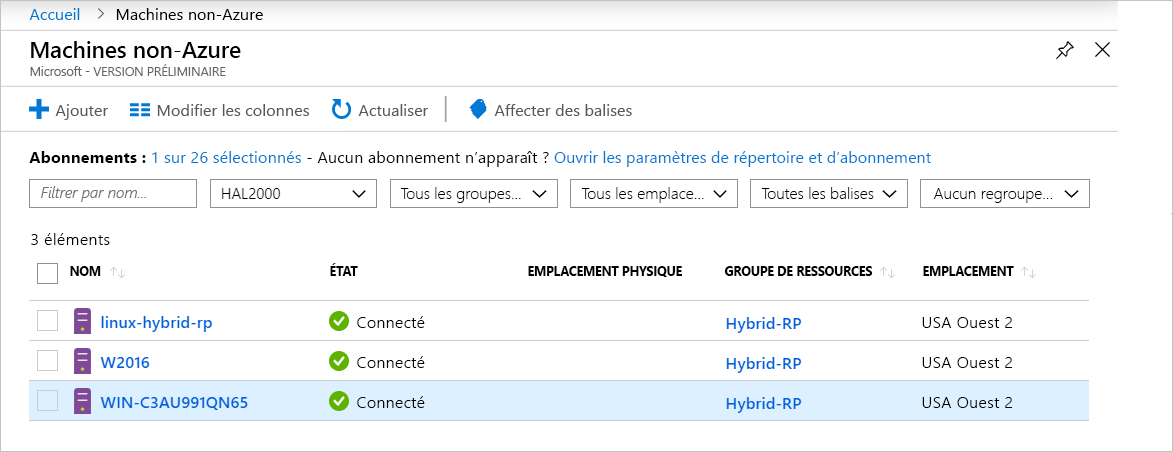 Accueil > Machines non-Azure
Machines non-Azure
Microsoft - VERSION PRÉLIMINAIRE
Ajouter Modifier les colonnes Actualiser Affecter des balises
Abonnements : 1 sur 26 sélectionnés - Aucun abonnement n’apparaît ? Ouvrir les paramètres de répertoire et d’abonnement
Filtrer par nom... HAL2000 Tous les groupes... Tous les emplace... Toutes les balises Aucun regroupe...
3 éléments
NOM ÉTAT EMPLACEMENT PHYSIQUE GROUPE DE RESSOURCES EMPLACEMENT
linux-hybrid-rp Connecté Hybrid-RP USA Ouest 2
W2016 Connecté Hybrid-RP USA Ouest 2
WIN-C3AU991QN65 Connecté Hybrid-RP USA Ouest 2